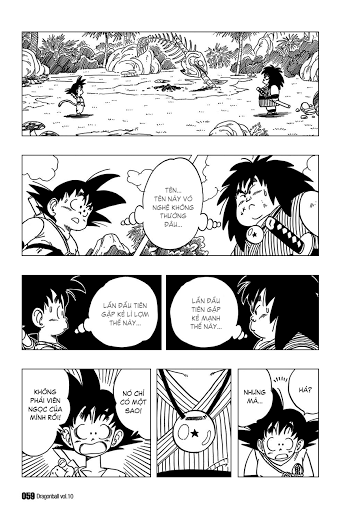 TÊN...
TÊN NÀY VÕ
NGHỆ KHÔNG
THƯỜNG
ĐÂU...
LẦN ĐẦU TIÊN
GẶP KẺ LÌ LỢM
THẾ NÀY...
LẦN ĐẦU
TIÊN
GẶP KẺ
MẠNH
THẾ NÀY...
KHÔNG
PHẢI VIÊN
NGỌC CỦA
MÌNH RỒI!
NÓ CHỈ
CÓ MỘT
SAO!
NHƯNG
MÀ...
HẢ?
059 Dragonball vol.10